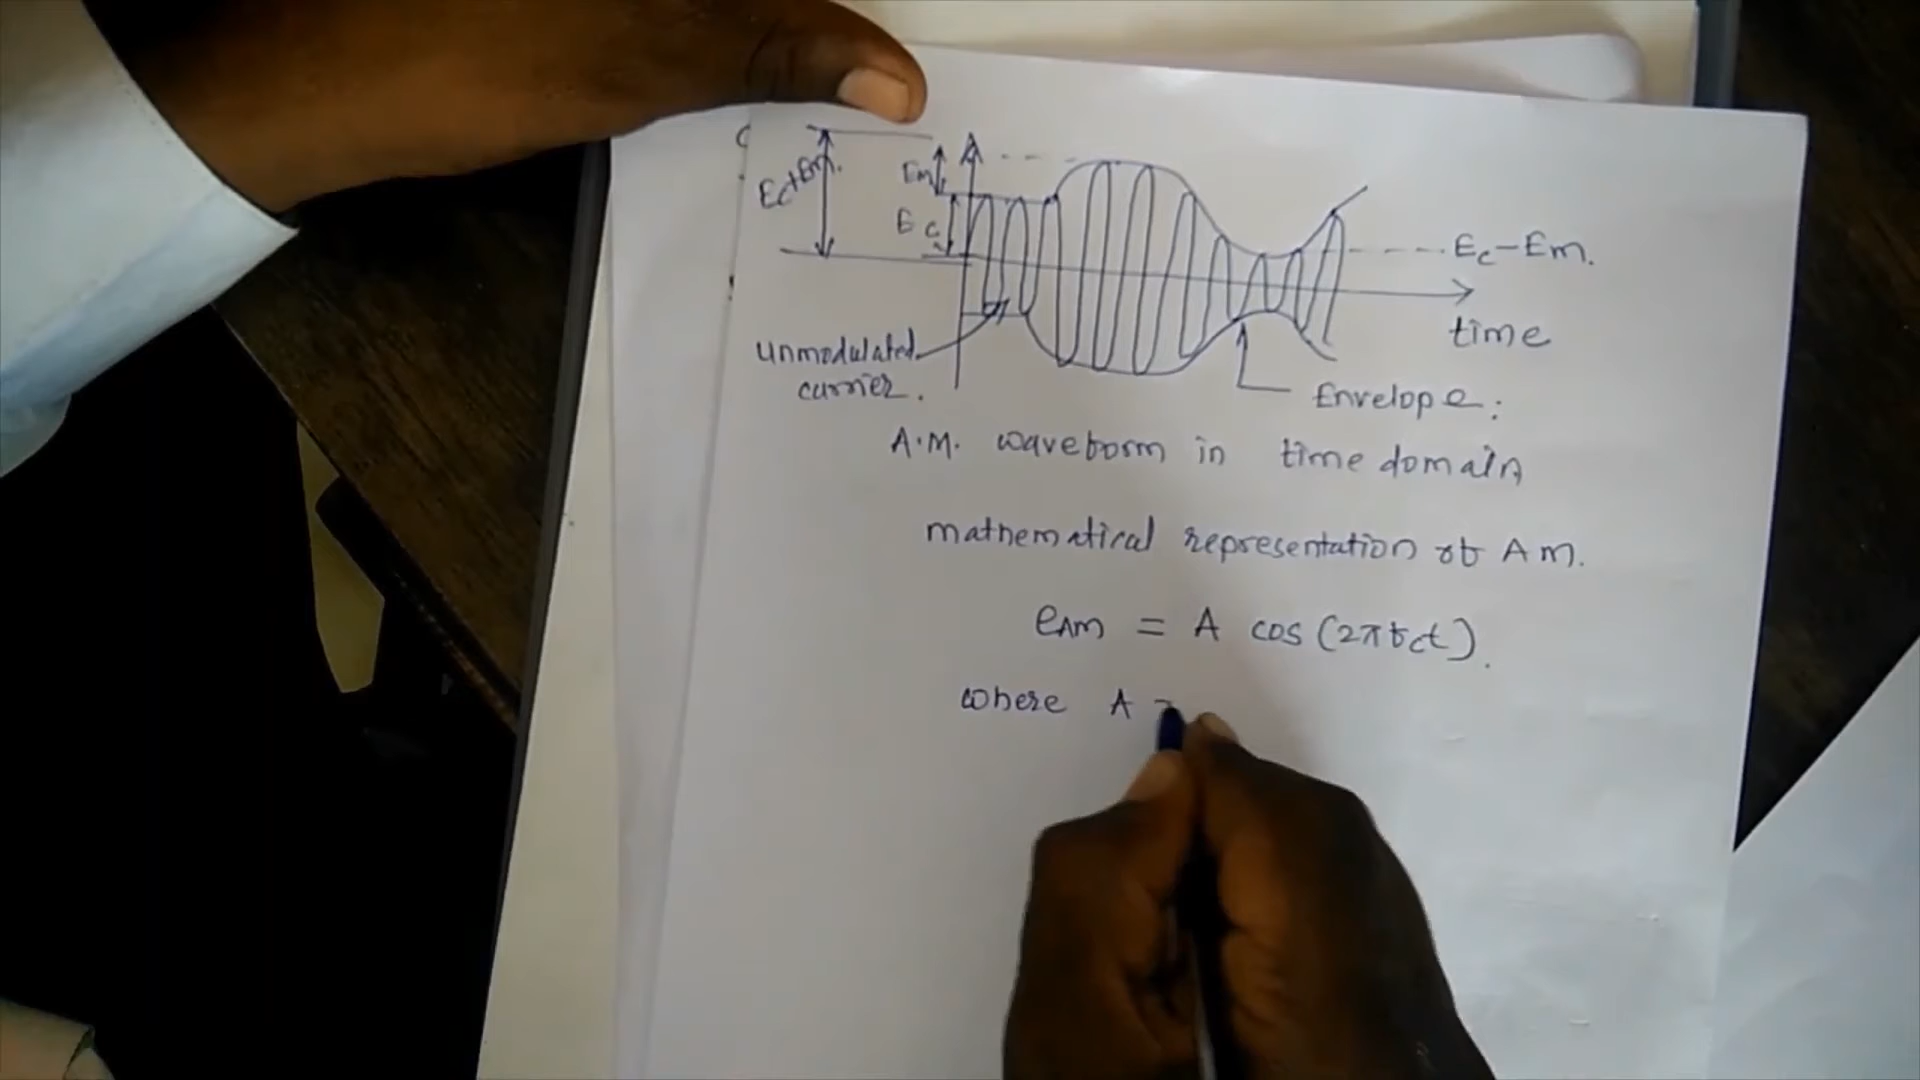 Ec+Em.
Em
Ec
Ec-Em.
time
unmodulated
carrier.
Envelope:
A.M. waveform in time domain
mathematical representation of AM.
eAM = A cos (2πfct).
where A =